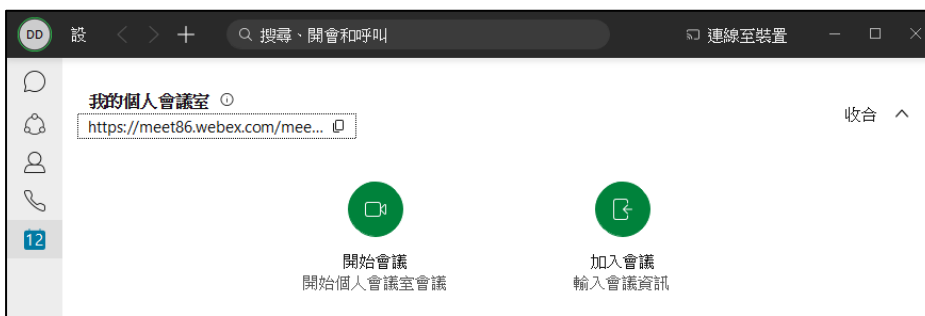 DD 設 搜尋、開會和呼叫 連線至裝置
我的個人會議室
https://meet86.webex.com/mee...
收合
12
開始會議 加入會議
開始個人會議室會議 輸入會議資訊